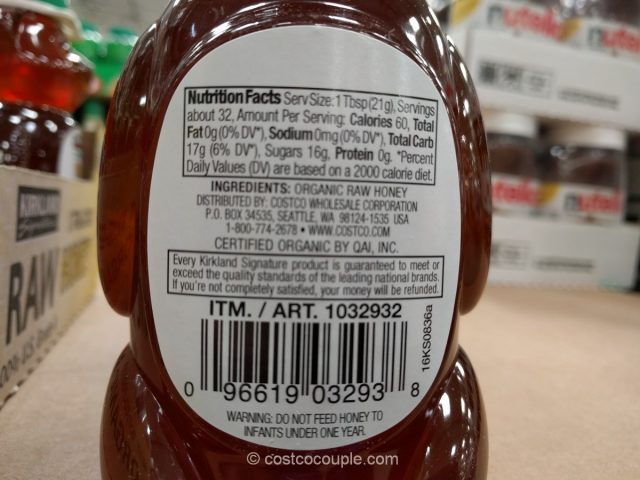 Nutrition Facts Serv Size: 1 Tbsp (21g), Servings
about 32, Amount Per Serving: Calories 60, Total
Fat 0g (0% DV*), Sodium 0mg (0% DV*), Total Carb
17g (6% DV*), Sugars 16g, Protein 0g. *Percent
Daily Values (DV) are based on a 2000 calorie diet.
INGREDIENTS: ORGANIC RAW HONEY
DISTRIBUTED BY: COSTCO WHOLESALE CORPORATION
P.O. BOX 34535, SEATTLE, WA 98124-1535 USA
1-800-774-2678 • WWW.COSTCO.COM
CERTIFIED ORGANIC BY QAI, INC.
Every Kirkland Signature product is guaranteed to meet or
exceed the quality standards of the leading national brands.
If you're not completely satisfied, your money will be refunded.
ITM. / ART. 1032932
16KS0836a
0 96619 03293 8
WARNING: DO NOT FEED HONEY TO
INFANTS UNDER ONE YEAR.
© costcocouple.com
KIRKLAND
Signature
RAW
nutella
nutella
nutella
nutella